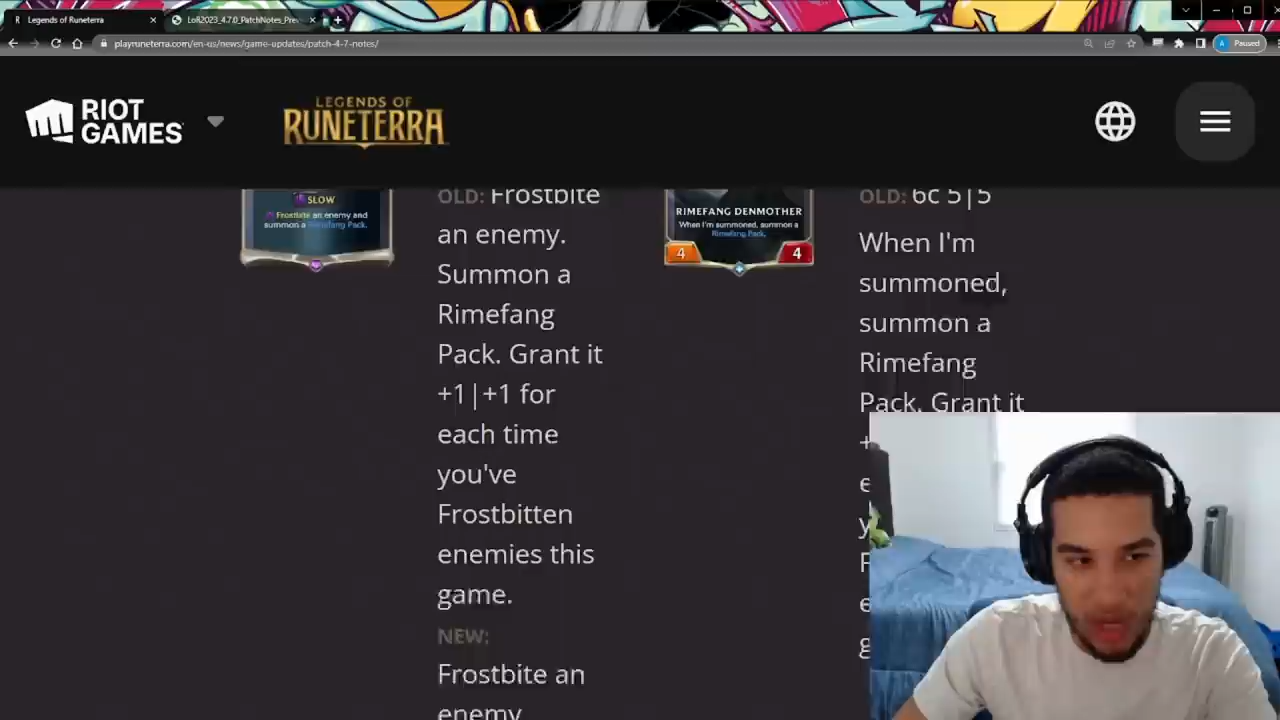 Legends of Runeterra
LoR2023_4.7.0_PatchNotes_Prev
playruneterra.com/en-us/news/game-updates/patch-4-7-notes/
A
Paused
RIOT
GAMES
LEGENDS OF
RUNETERRA
SLOW
Frostbite an enemy and
summon a Rimefang Pack.
OLD: Frostbite
an enemy.
Summon a
Rimefang
Pack. Grant it
+1|+1 for
each time
you've
Frostbitten
enemies this
game.
NEW:
Frostbite an
enemy
RIMEFANG DENMOTHER
When I'm summoned, summon a
Rimefang Pack.
4
4
OLD: 6c 5|5
When I'm
summoned,
summon a
Rimefang
Pack. Grant it